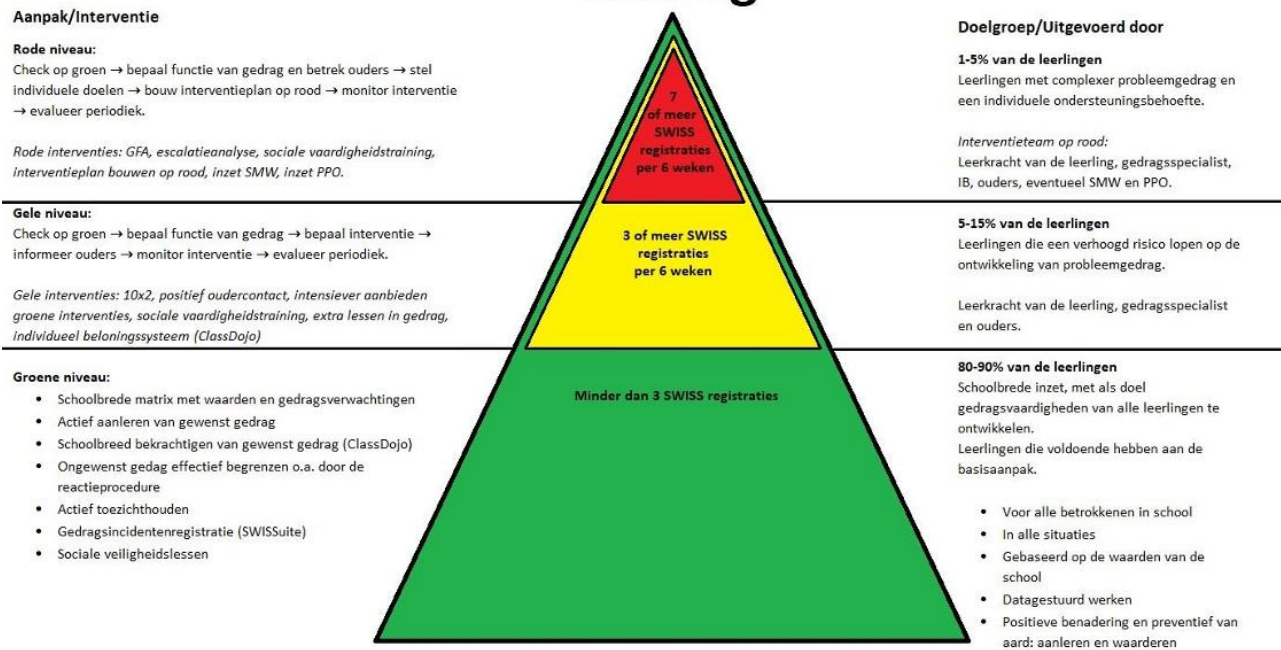 Aanpak/Interventie
Rode niveau:
Check op groen → bepaal functie van gedrag en betrek ouders → stel
individuele doelen → bouw interventieplan op rood → monitor interventie
→ evalueer periodiek.
Rode interventies: GFA, escalatieanalyse, sociale vaardigheidstraining,
interventieplan bouwen op rood, inzet SMW, inzet PPO.
Gele niveau:
Check op groen → bepaal functie van gedrag → bepaal interventie →
informeer ouders → monitor interventie → evalueer periodiek.
Gele interventies: 10x2, positief oudercontact, intensiever aanbieden
groene interventies, sociale vaardigheidstraining, extra lessen in gedrag,
individueel beloningssysteem (ClassDojo)
Groene niveau:
• Schoolbrede matrix met waarden en gedragsverwachtingen
• Actief aanleren van gewenst gedrag
• Schoolbreed bekrachtigen van gewenst gedrag (ClassDojo)
• Ongewenst gedag effectief begrenzen o.a. door de
reactieprocedure
• Actief toezichthouden
• Gedragsincidentenregistratie (SWISSuite)
• Sociale veiligheidslessen
7
of meer
SWISS
registraties
per 6 weken
3 of meer SWISS
registraties
per 6 weken
Minder dan 3 SWISS registraties
Doelgroep/Uitgevoerd door
1-5% van de leerlingen
Leerlingen met complexer probleemgedrag en
een individuele ondersteuningsbehoefte.
Interventieteam op rood:
Leerkracht van de leerling, gedragsspecialist,
IB, ouders, eventueel SMW en PPO.
5-15% van de leerlingen
Leerlingen die een verhoogd risico lopen op de
ontwikkeling van probleemgedrag.
Leerkracht van de leerling, gedragsspecialist
en ouders.
80-90% van de leerlingen
Schoolbrede inzet, met als doel
gedragsvaardigheden van alle leerlingen te
ontwikkelen.
Leerlingen die voldoende hebben aan de
basisaanpak.
• Voor alle betrokkenen in school
• In alle situaties
• Gebaseerd op de waarden van de
school
• Datagestuurd werken
• Positieve benadering en preventief van
aard: aanleren en waarderen